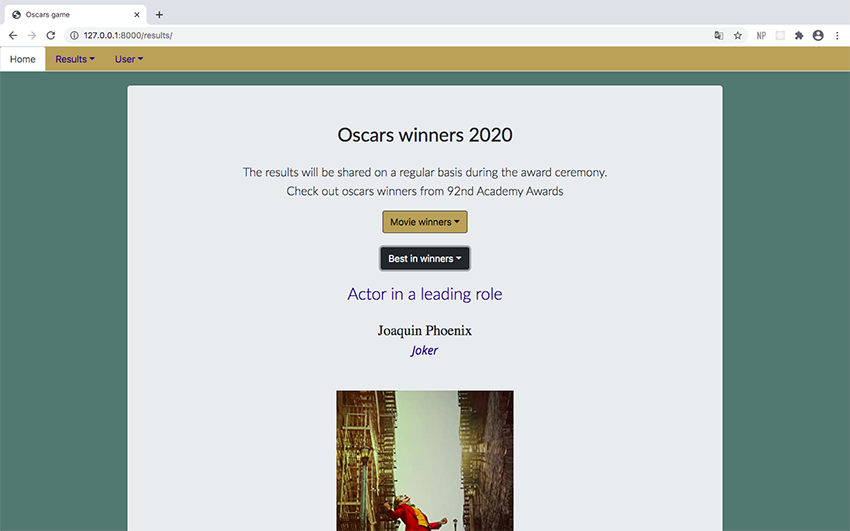 Oscars game
127.0.0.1:8000/results/
NP
Home
Results
User
Oscars winners 2020
The results will be shared on a regular basis during the award ceremony.
Check out oscars winners from 92nd Academy Awards
Movie winners
Best in winners
Actor in a leading role
Joaquin Phoenix
Joker